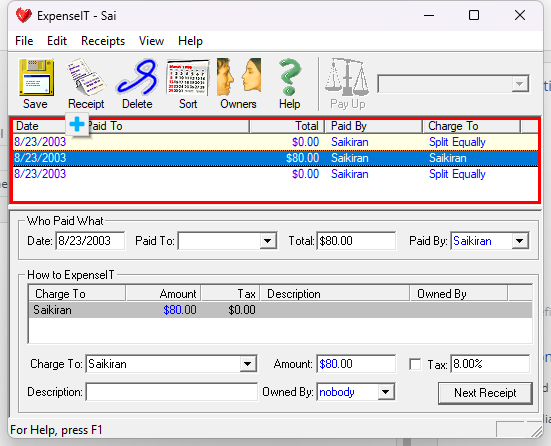 ExpenseIT - Sai
File Edit Receipts View Help
Save Receipt Delete Sort Owners Help Pay Up
Date Paid To Total Paid By Charge To
8/23/2003 $0.00 Saikiran Split Equally
8/23/2003 $80.00 Saikiran Saikiran
8/23/2003 $0.00 Saikiran Split Equally
Who Paid What
Date: 8/23/2003 Paid To: Total: $80.00 Paid By: Saikiran
How to ExpenseIT
Charge To Amount Tax Description Owned By
Saikiran $80.00 $0.00
Charge To: Saikiran Amount: $80.00 Tax: 8.00%
Description: Owned By: nobody Next Receipt
For Help, press F1